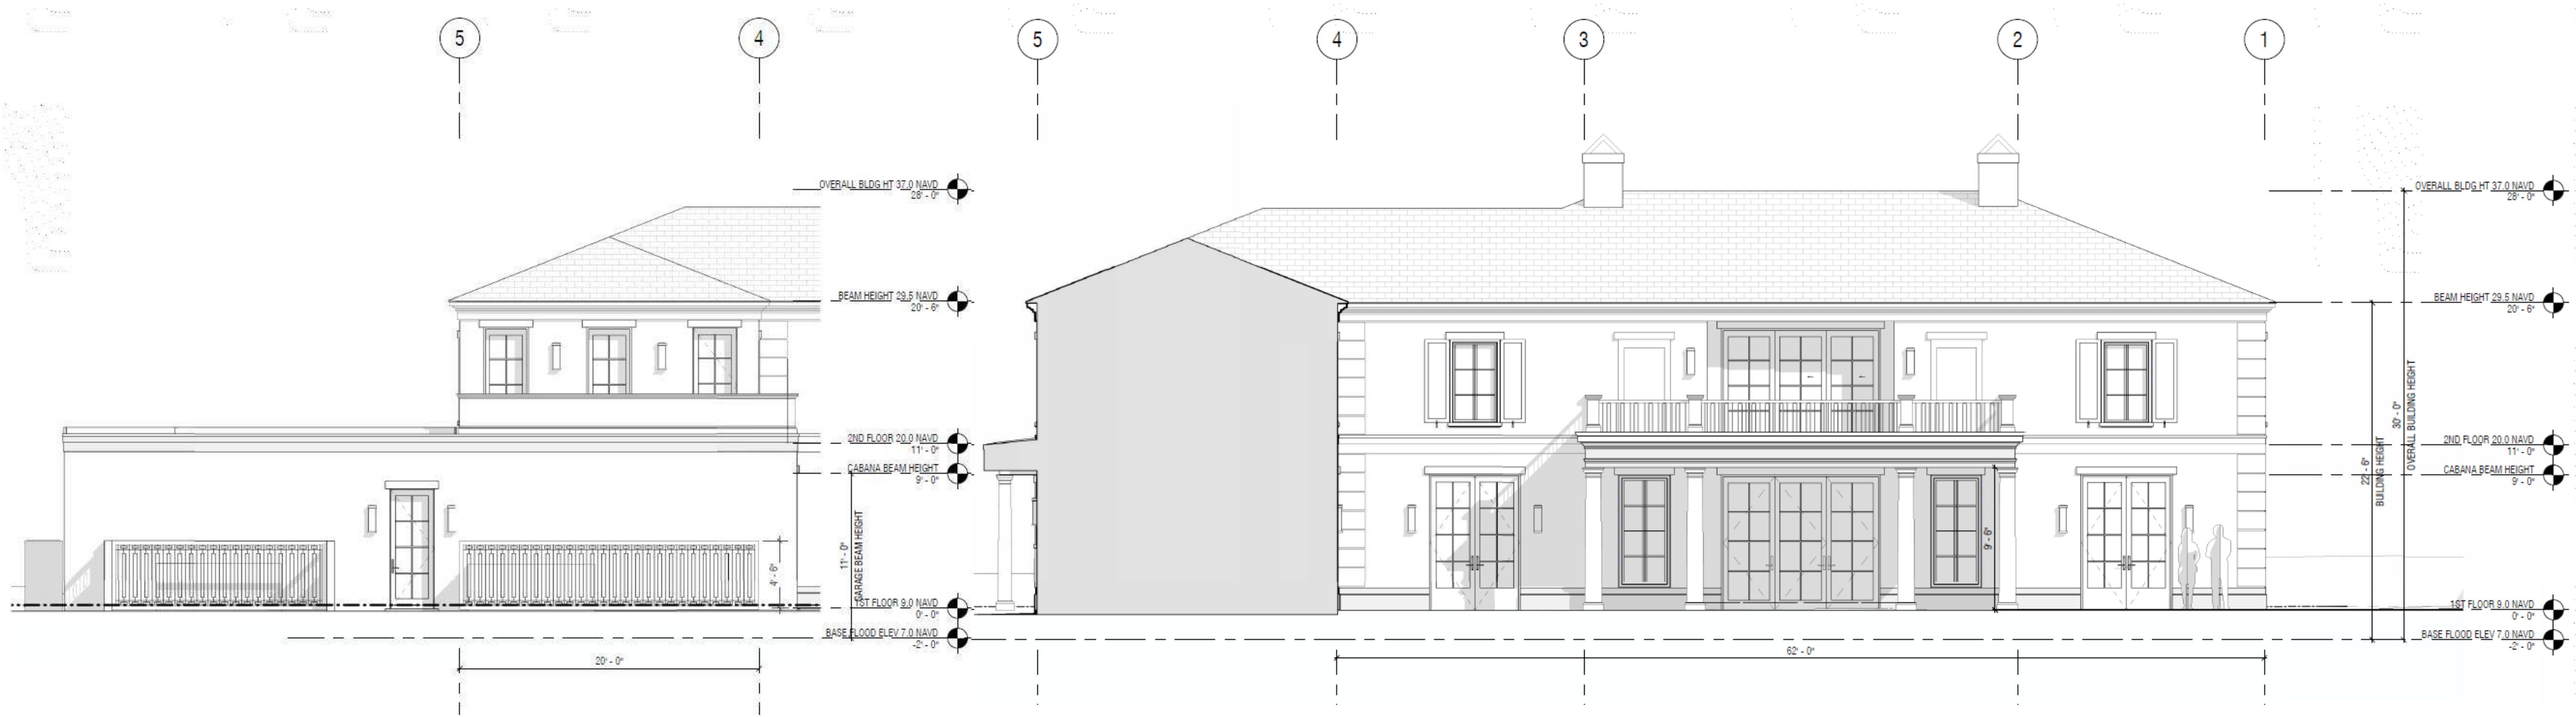 5
4
5
4
3
2
1
OVERALL BLDG HT 37.0 NAVD
28' - 0"
BEAM HEIGHT 29.5 NAVD
20' - 6"
2ND FLOOR 20.0 NAVD
11' - 0"
CABANA BEAM HEIGHT
9' - 0"
11' - 0"
GARAGE BEAM HEIGHT
4' - 6"
1ST FLOOR 9.0 NAVD
0' - 0"
BASE FLOOD ELEV 7.0 NAVD
-2' - 0"
20' - 0"
9' - 6"
62' - 0"
OVERALL BLDG HT 37.0 NAVD
28' - 0"
BEAM HEIGHT 29.5 NAVD
20' - 6"
22' - 6"
BUILDING HEIGHT
30' - 0"
OVERALL BUILDING HEIGHT
2ND FLOOR 20.0 NAVD
11' - 0"
CABANA BEAM HEIGHT
9' - 0"
1ST FLOOR 9.0 NAVD
0' - 0"
BASE FLOOD ELEV 7.0 NAVD
-2' - 0"